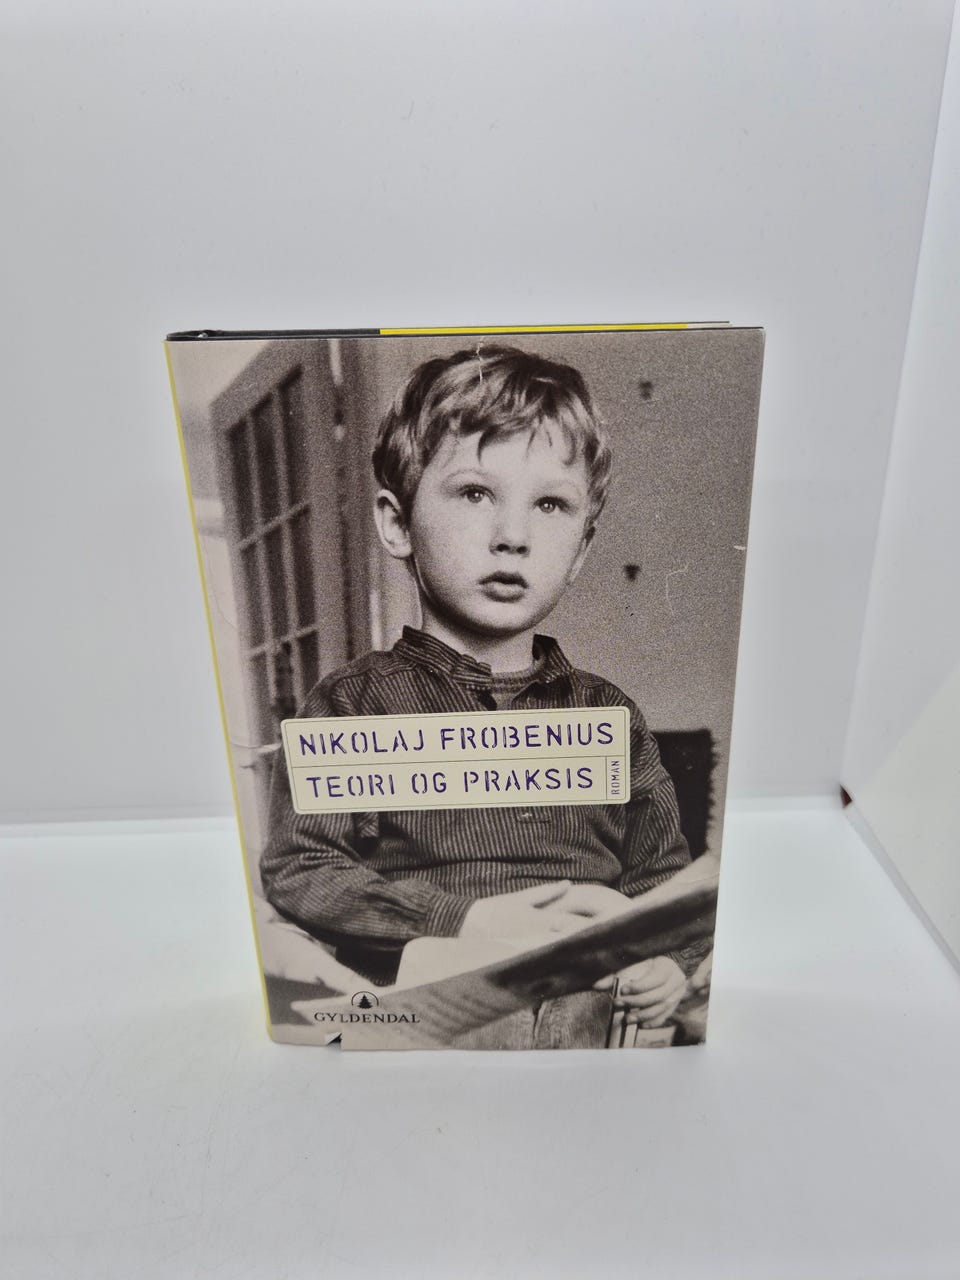 NIKOLAJ FROBENIUS
TEORI OG PRAKSIS
ROMAN
GYLDENDAL